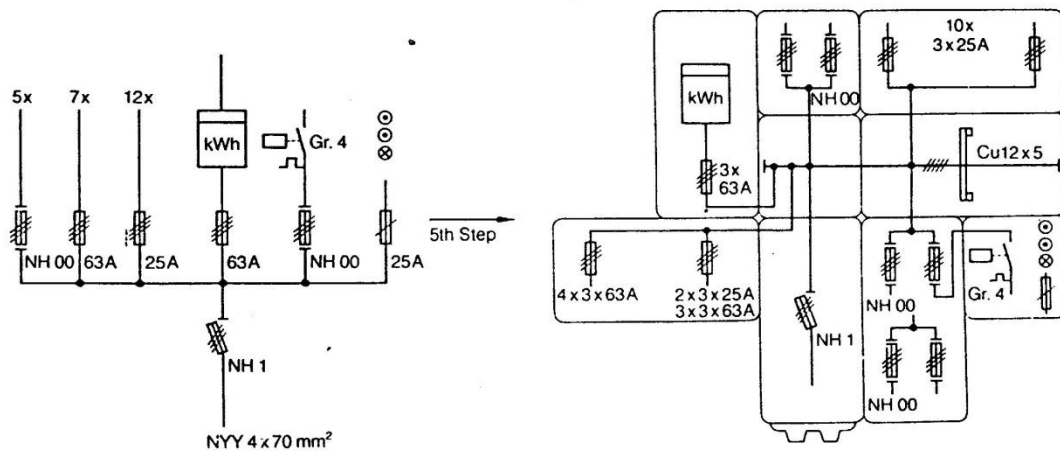 5x 7x 12x
kWh
Gr. 4
NH 00 63A 25A 63A NH 00 25A
NH 1
NYY 4 x 70 mm²
5th Step
kWh
3x
63A
NH 00
10x
3 x 25A
Cu 12 x 5
4 x 3 x 63A
2 x 3 x 25A
3 x 3 x 63A
NH 1
NH 00
Gr. 4
NH 00